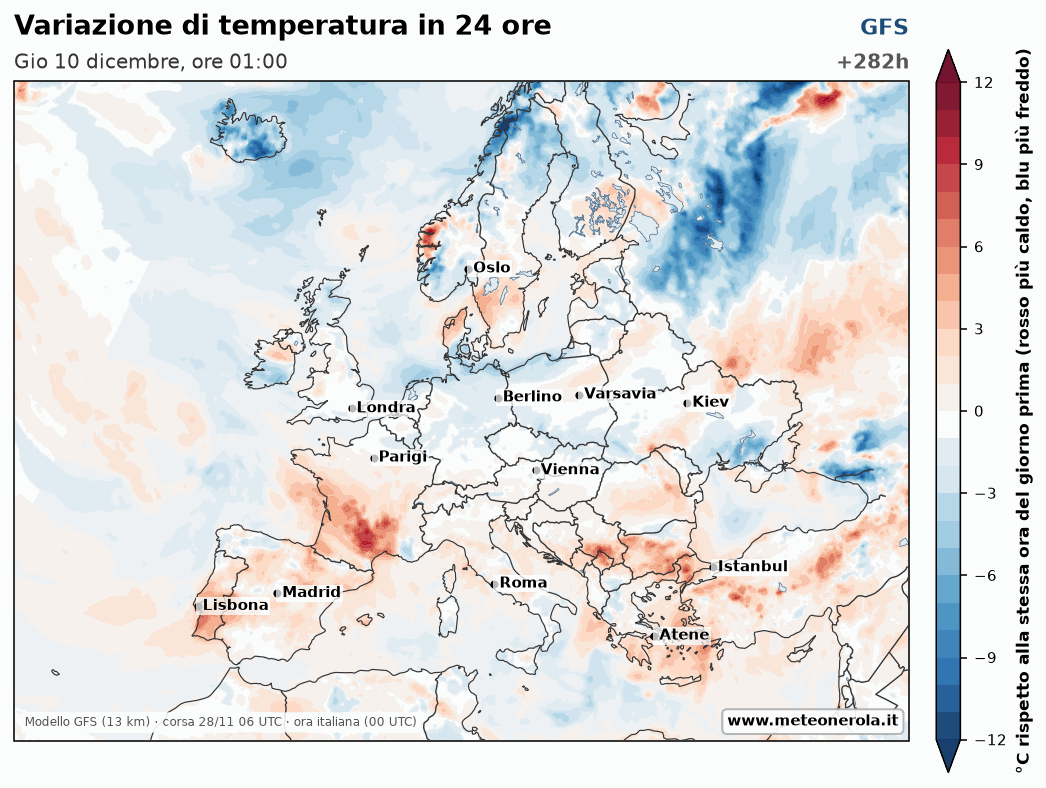 Variazione di temperatura in 24 ore
GFS
Gio 10 dicembre, ore 01:00
+282h
Oslo
Londra
Berlino
Varsavia
Kiev
Parigi
Vienna
Istanbul
Roma
Madrid
Lisbona
Atene
Modello GFS (13 km) · corsa 28/11 06 UTC · ora italiana (00 UTC)
www.meteonerola.it
12
9
6
3
0
−3
−6
−9
−12
°C rispetto alla stessa ora del giorno prima (rosso più caldo, blu più freddo)